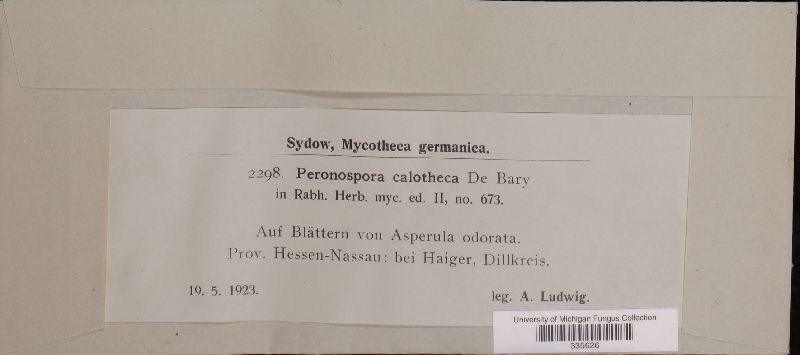 Sydow, Mycotheca germanica.
2298. Peronospora calotheca De Bary
in Rabh. Herb. myc. ed. II, no. 673.
Auf Blättern von Asperula odorata.
Prov. Hessen-Nassau: bei Haiger, Dillkreis.
19. 5. 1923.
leg. A. Ludwig.
University of Michigan Fungus Collection
335626